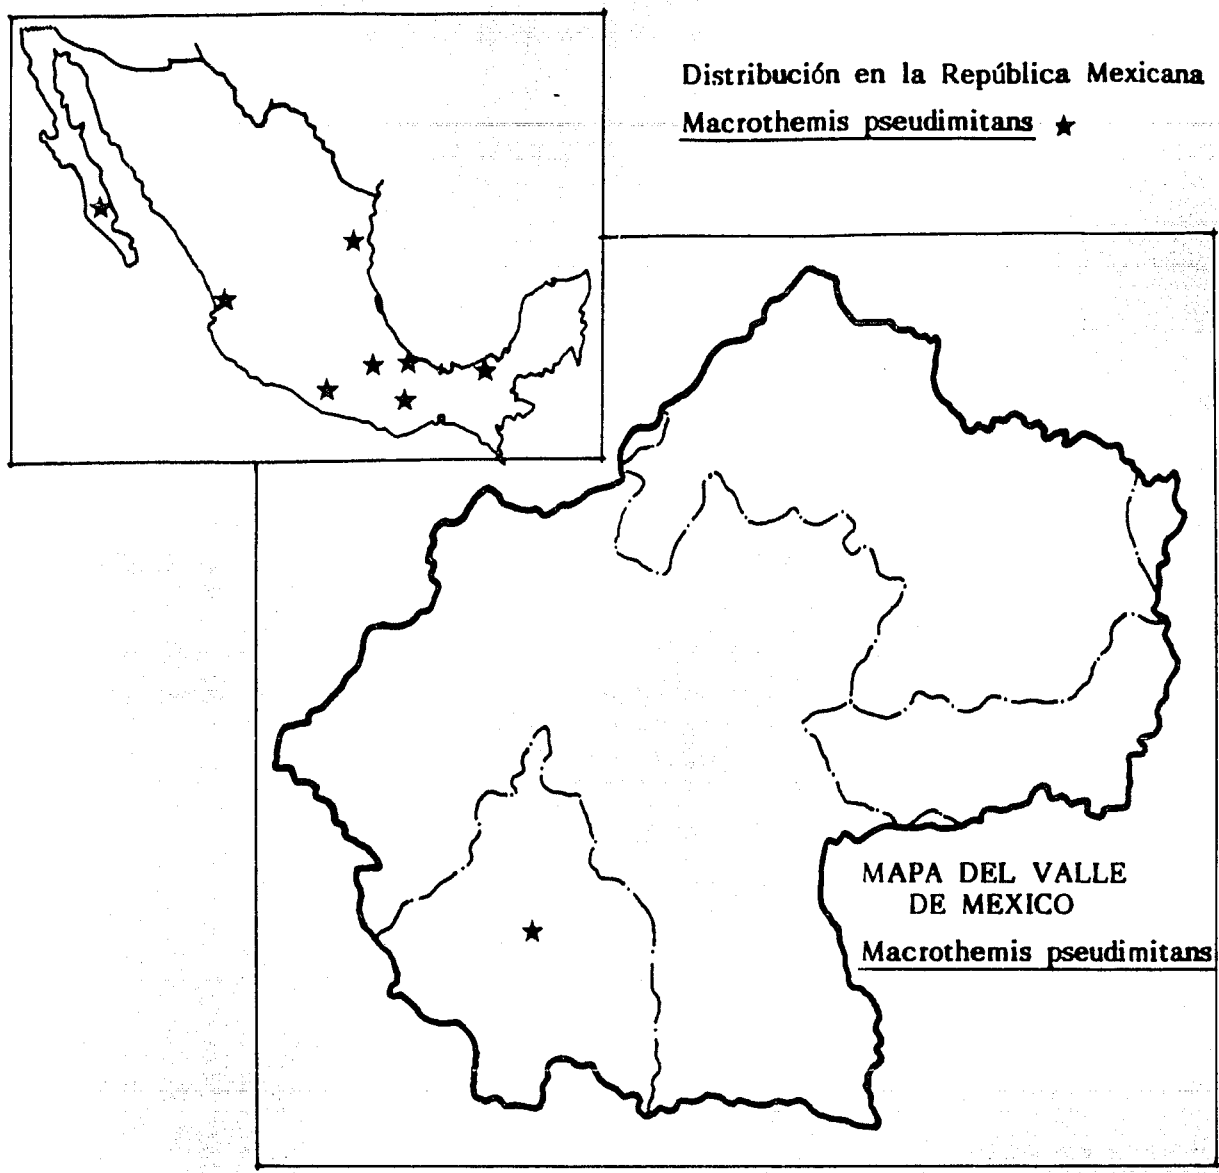 Distribución en la República Mexicana
Macrothemis pseudimitans ★
MAPA DEL VALLE
DE MEXICO
Macrothemis pseudimitans